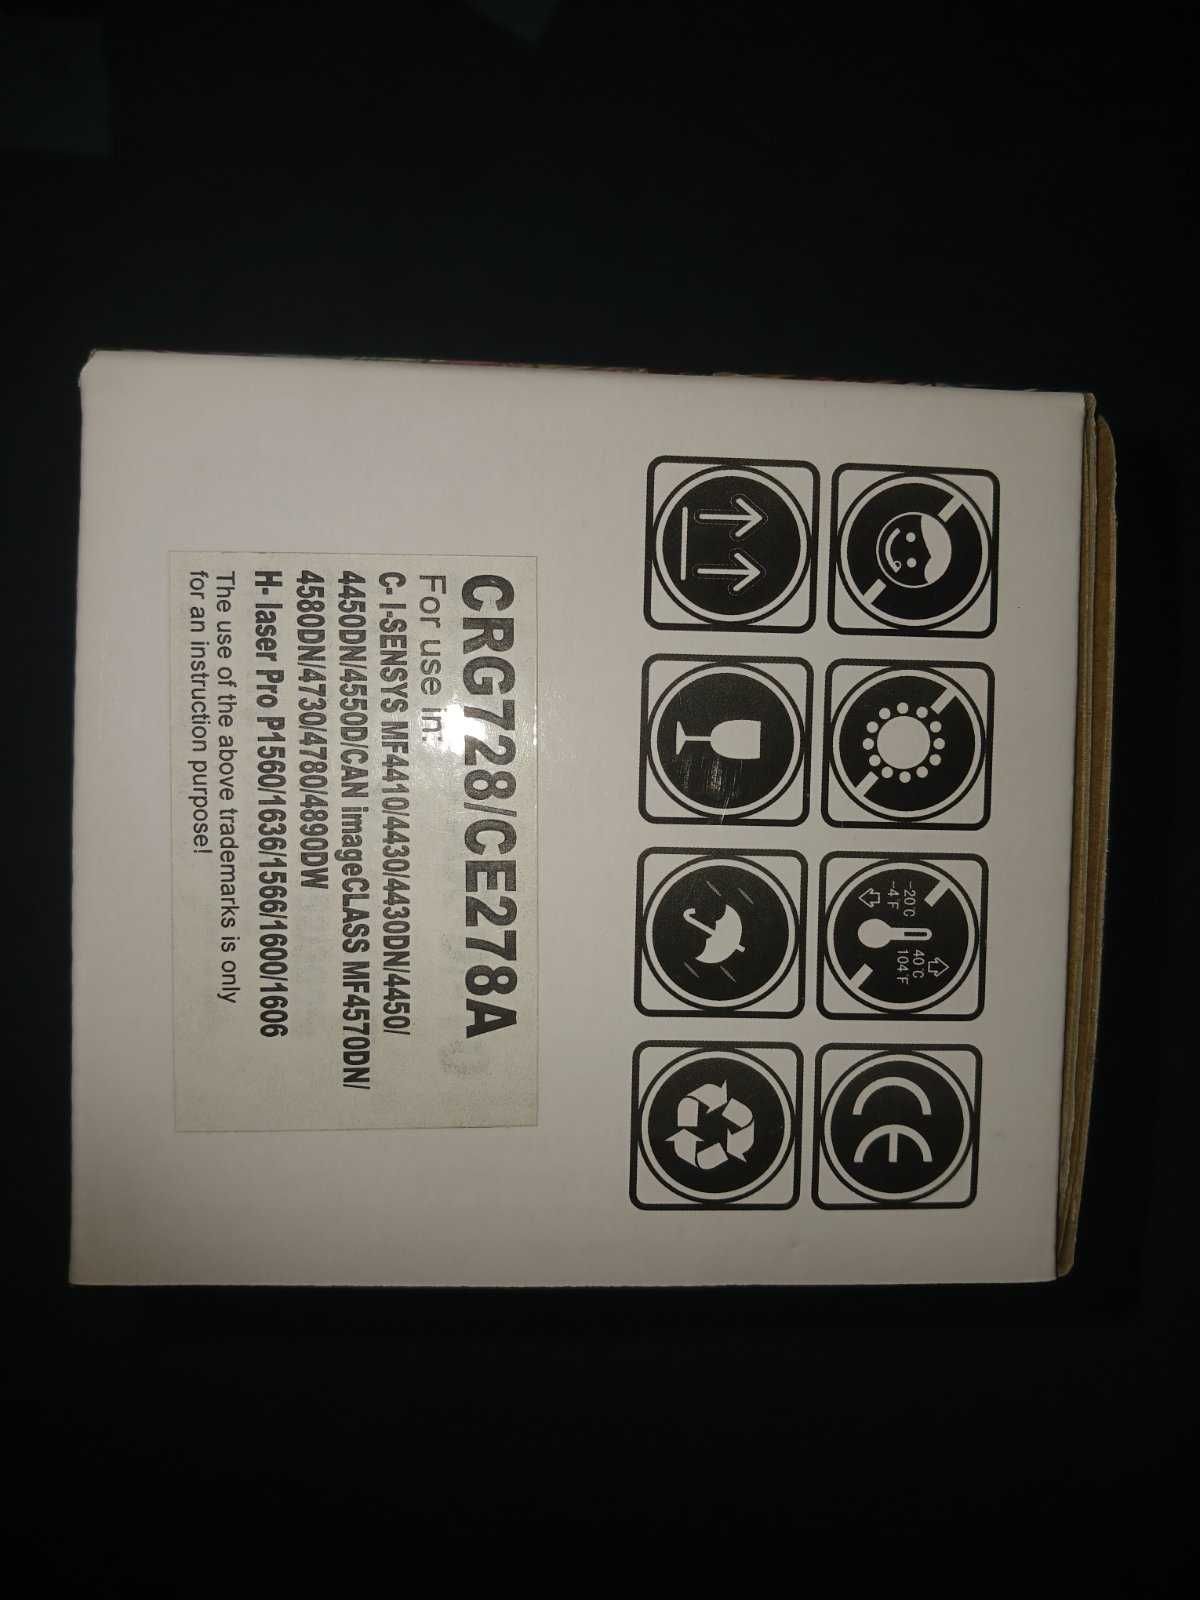 -20°C
-4°F
40°C
104°F
CE
CRG728/CE278A
For use in:
C- I-SENSYS MF4410/4430/4430DN/4450/
4450DN/4550D/CAN imageCLASS MF4570DN/
4580DN/4730/4780/4890DW
H- laser Pro P1560/1636/1566/1600/1606
The use of the above trademarks is only
for an instruction purpose!